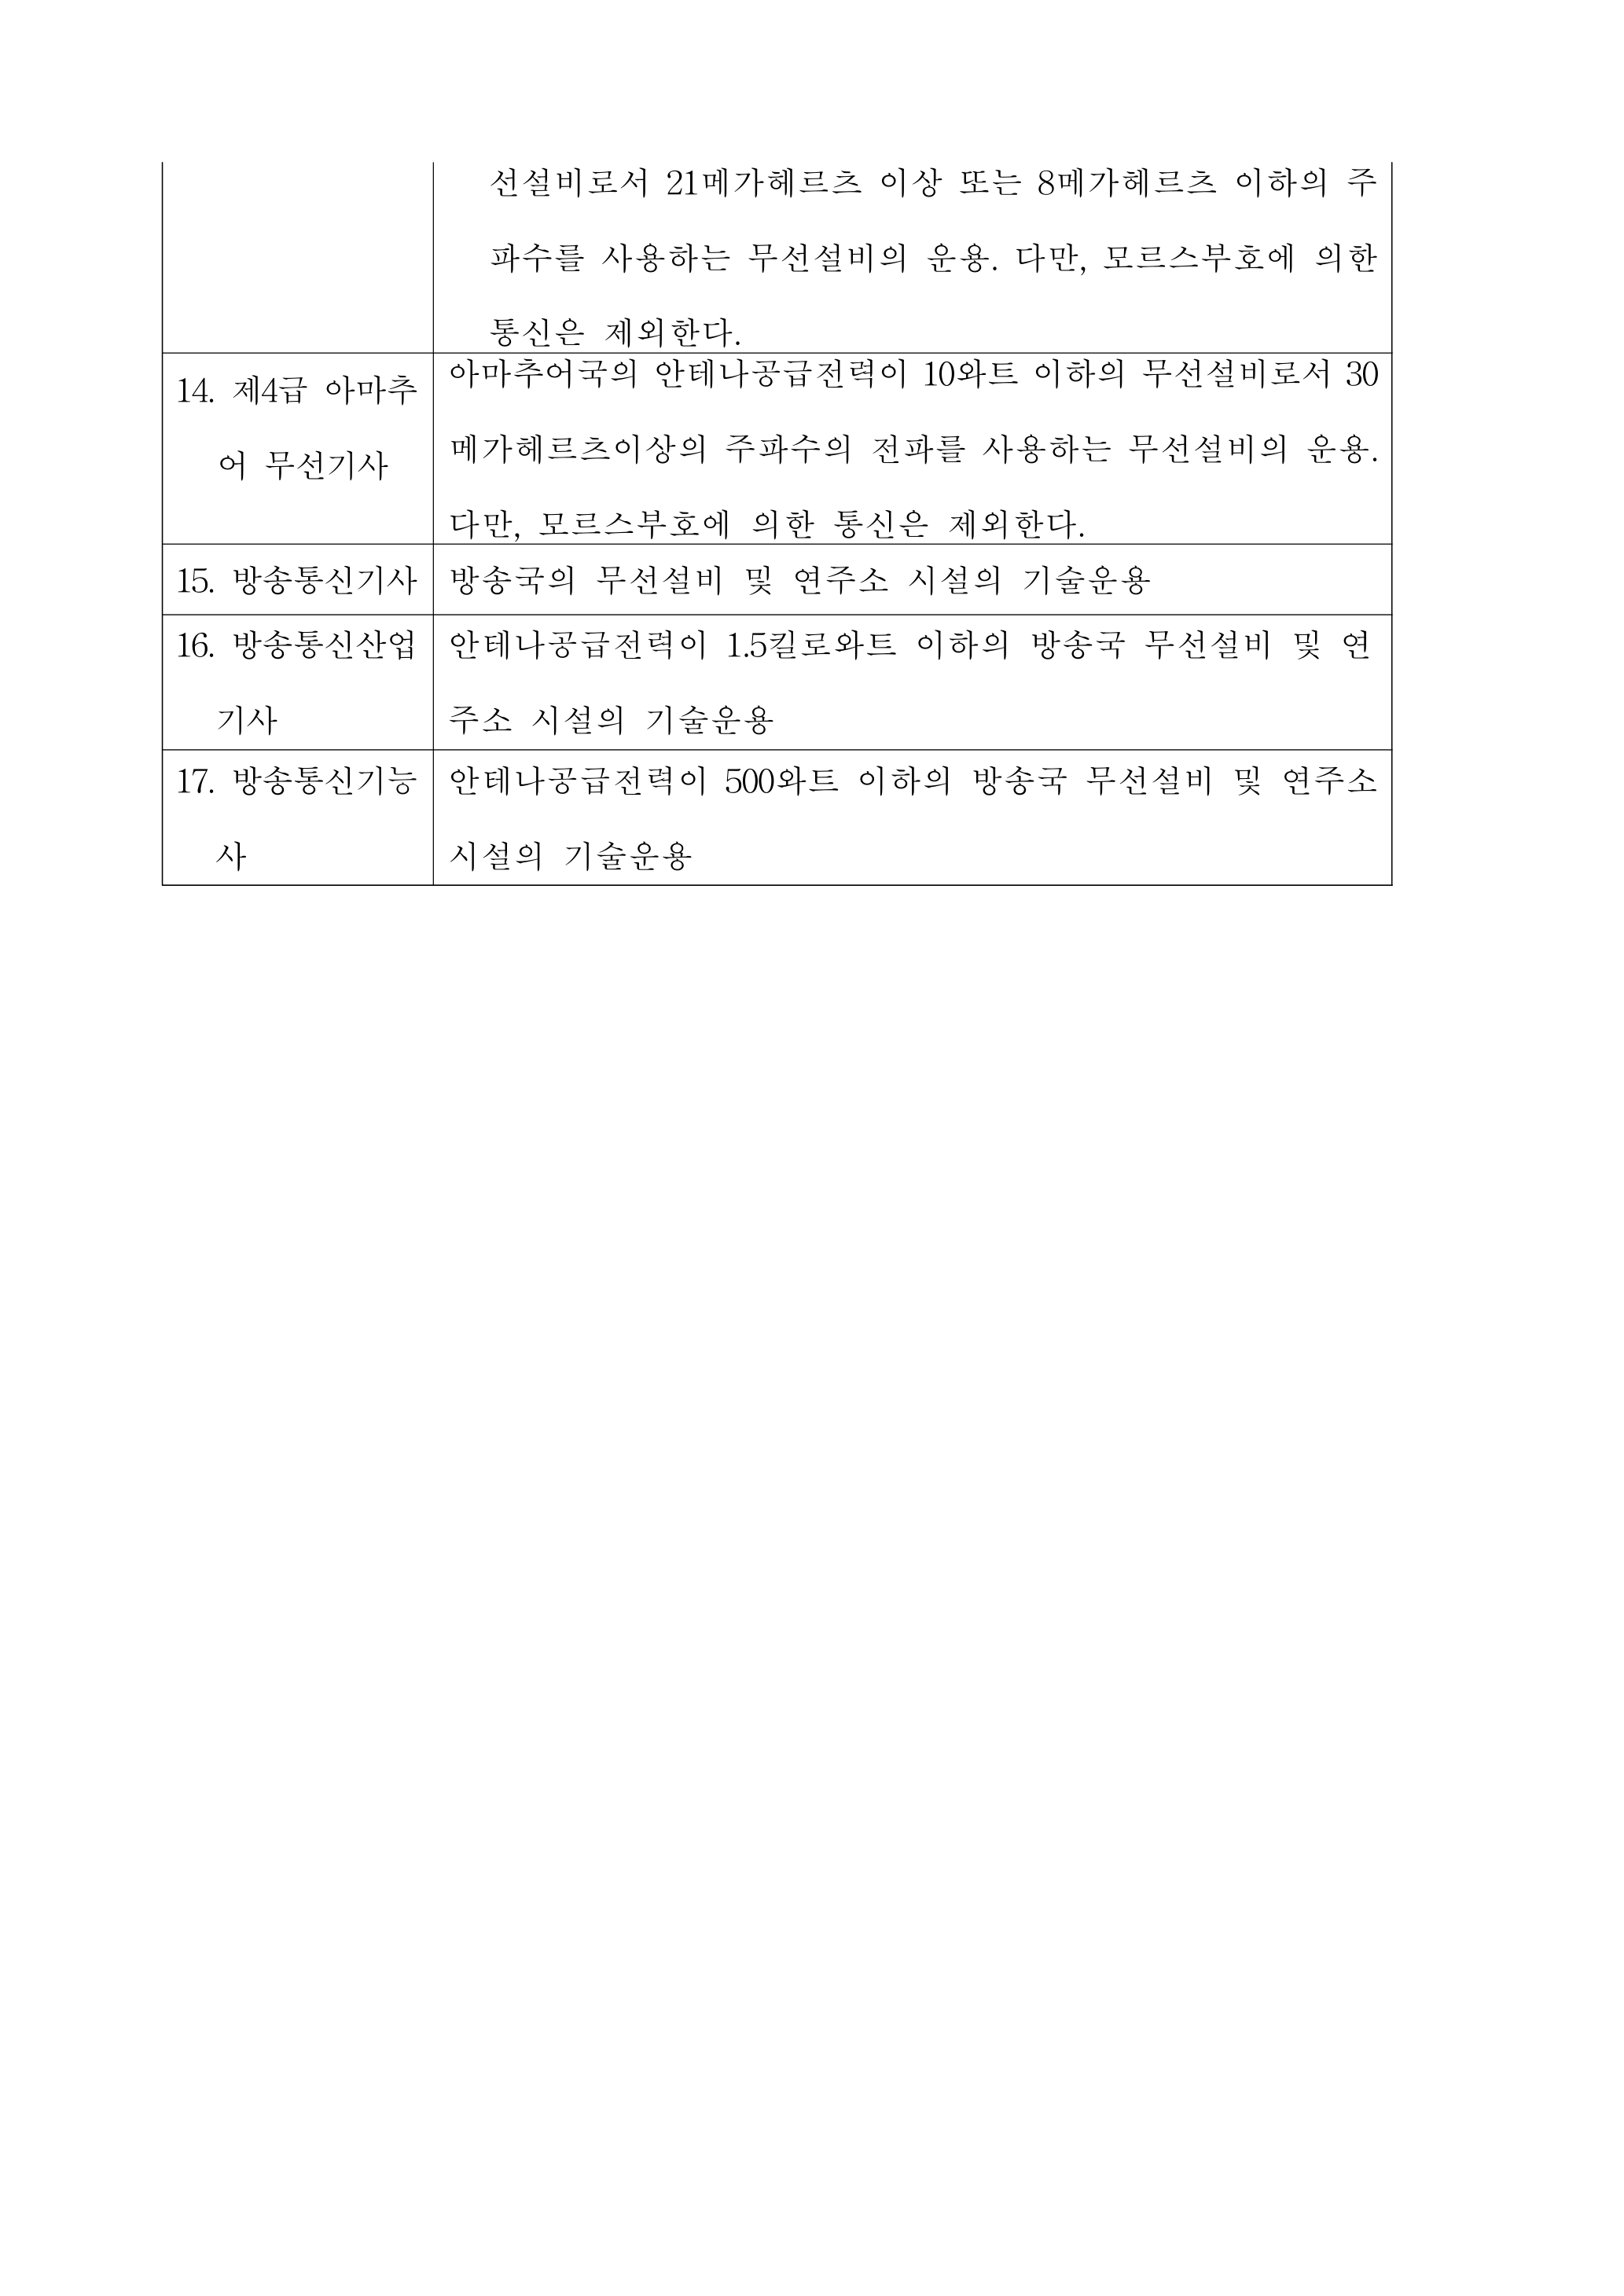 선설비로서 21메가헤르츠 이상 또는 8메가헤르츠 이하의 주
파수를 사용하는 무선설비의 운용. 다만, 모르스부호에 의한
통신은 제외한다.
14. 제4급 아마추
어 무선기사
아마추어국의 안테나공급전력이 10와트 이하의 무선설비로서 30
메가헤르츠이상의 주파수의 전파를 사용하는 무선설비의 운용.
다만, 모르스부호에 의한 통신은 제외한다.
15. 방송통신기사
방송국의 무선설비 및 연주소 시설의 기술운용
16. 방송통신산업
기사
안테나공급전력이 1.5킬로와트 이하의 방송국 무선설비 및 연
주소 시설의 기술운용
17. 방송통신기능
사
안테나공급전력이 500와트 이하의 방송국 무선설비 및 연주소
시설의 기술운용